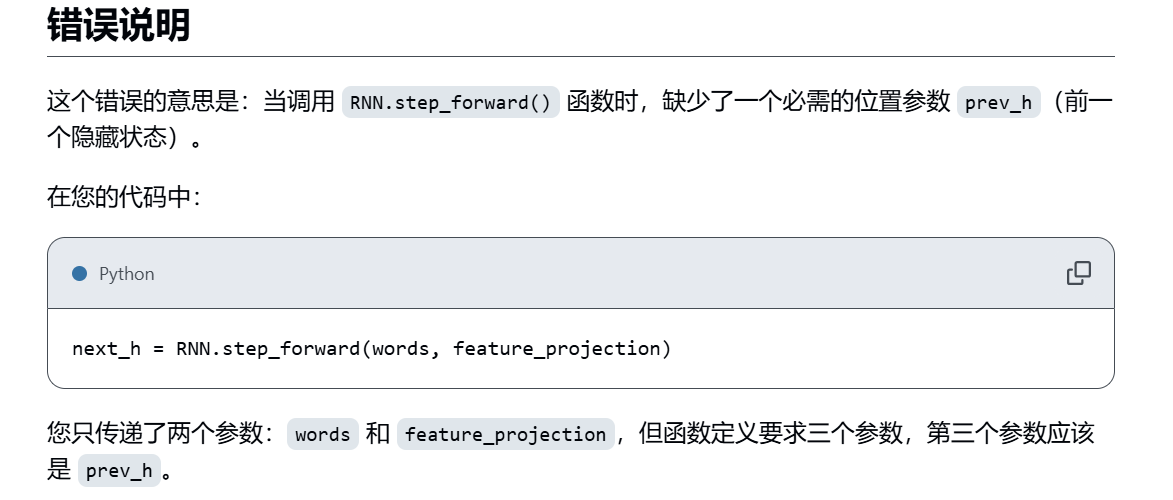 错误说明
这个错误的意思是：当调用 RNN.step_forward() 函数时，缺少了一个必需的位置参数 prev_h（前一
个隐藏状态）。
在您的代码中：
Python
next_h = RNN.step_forward(words, feature_projection)
您只传递了两个参数：words 和 feature_projection，但函数定义要求三个参数，第三个参数应该
是 prev_h。